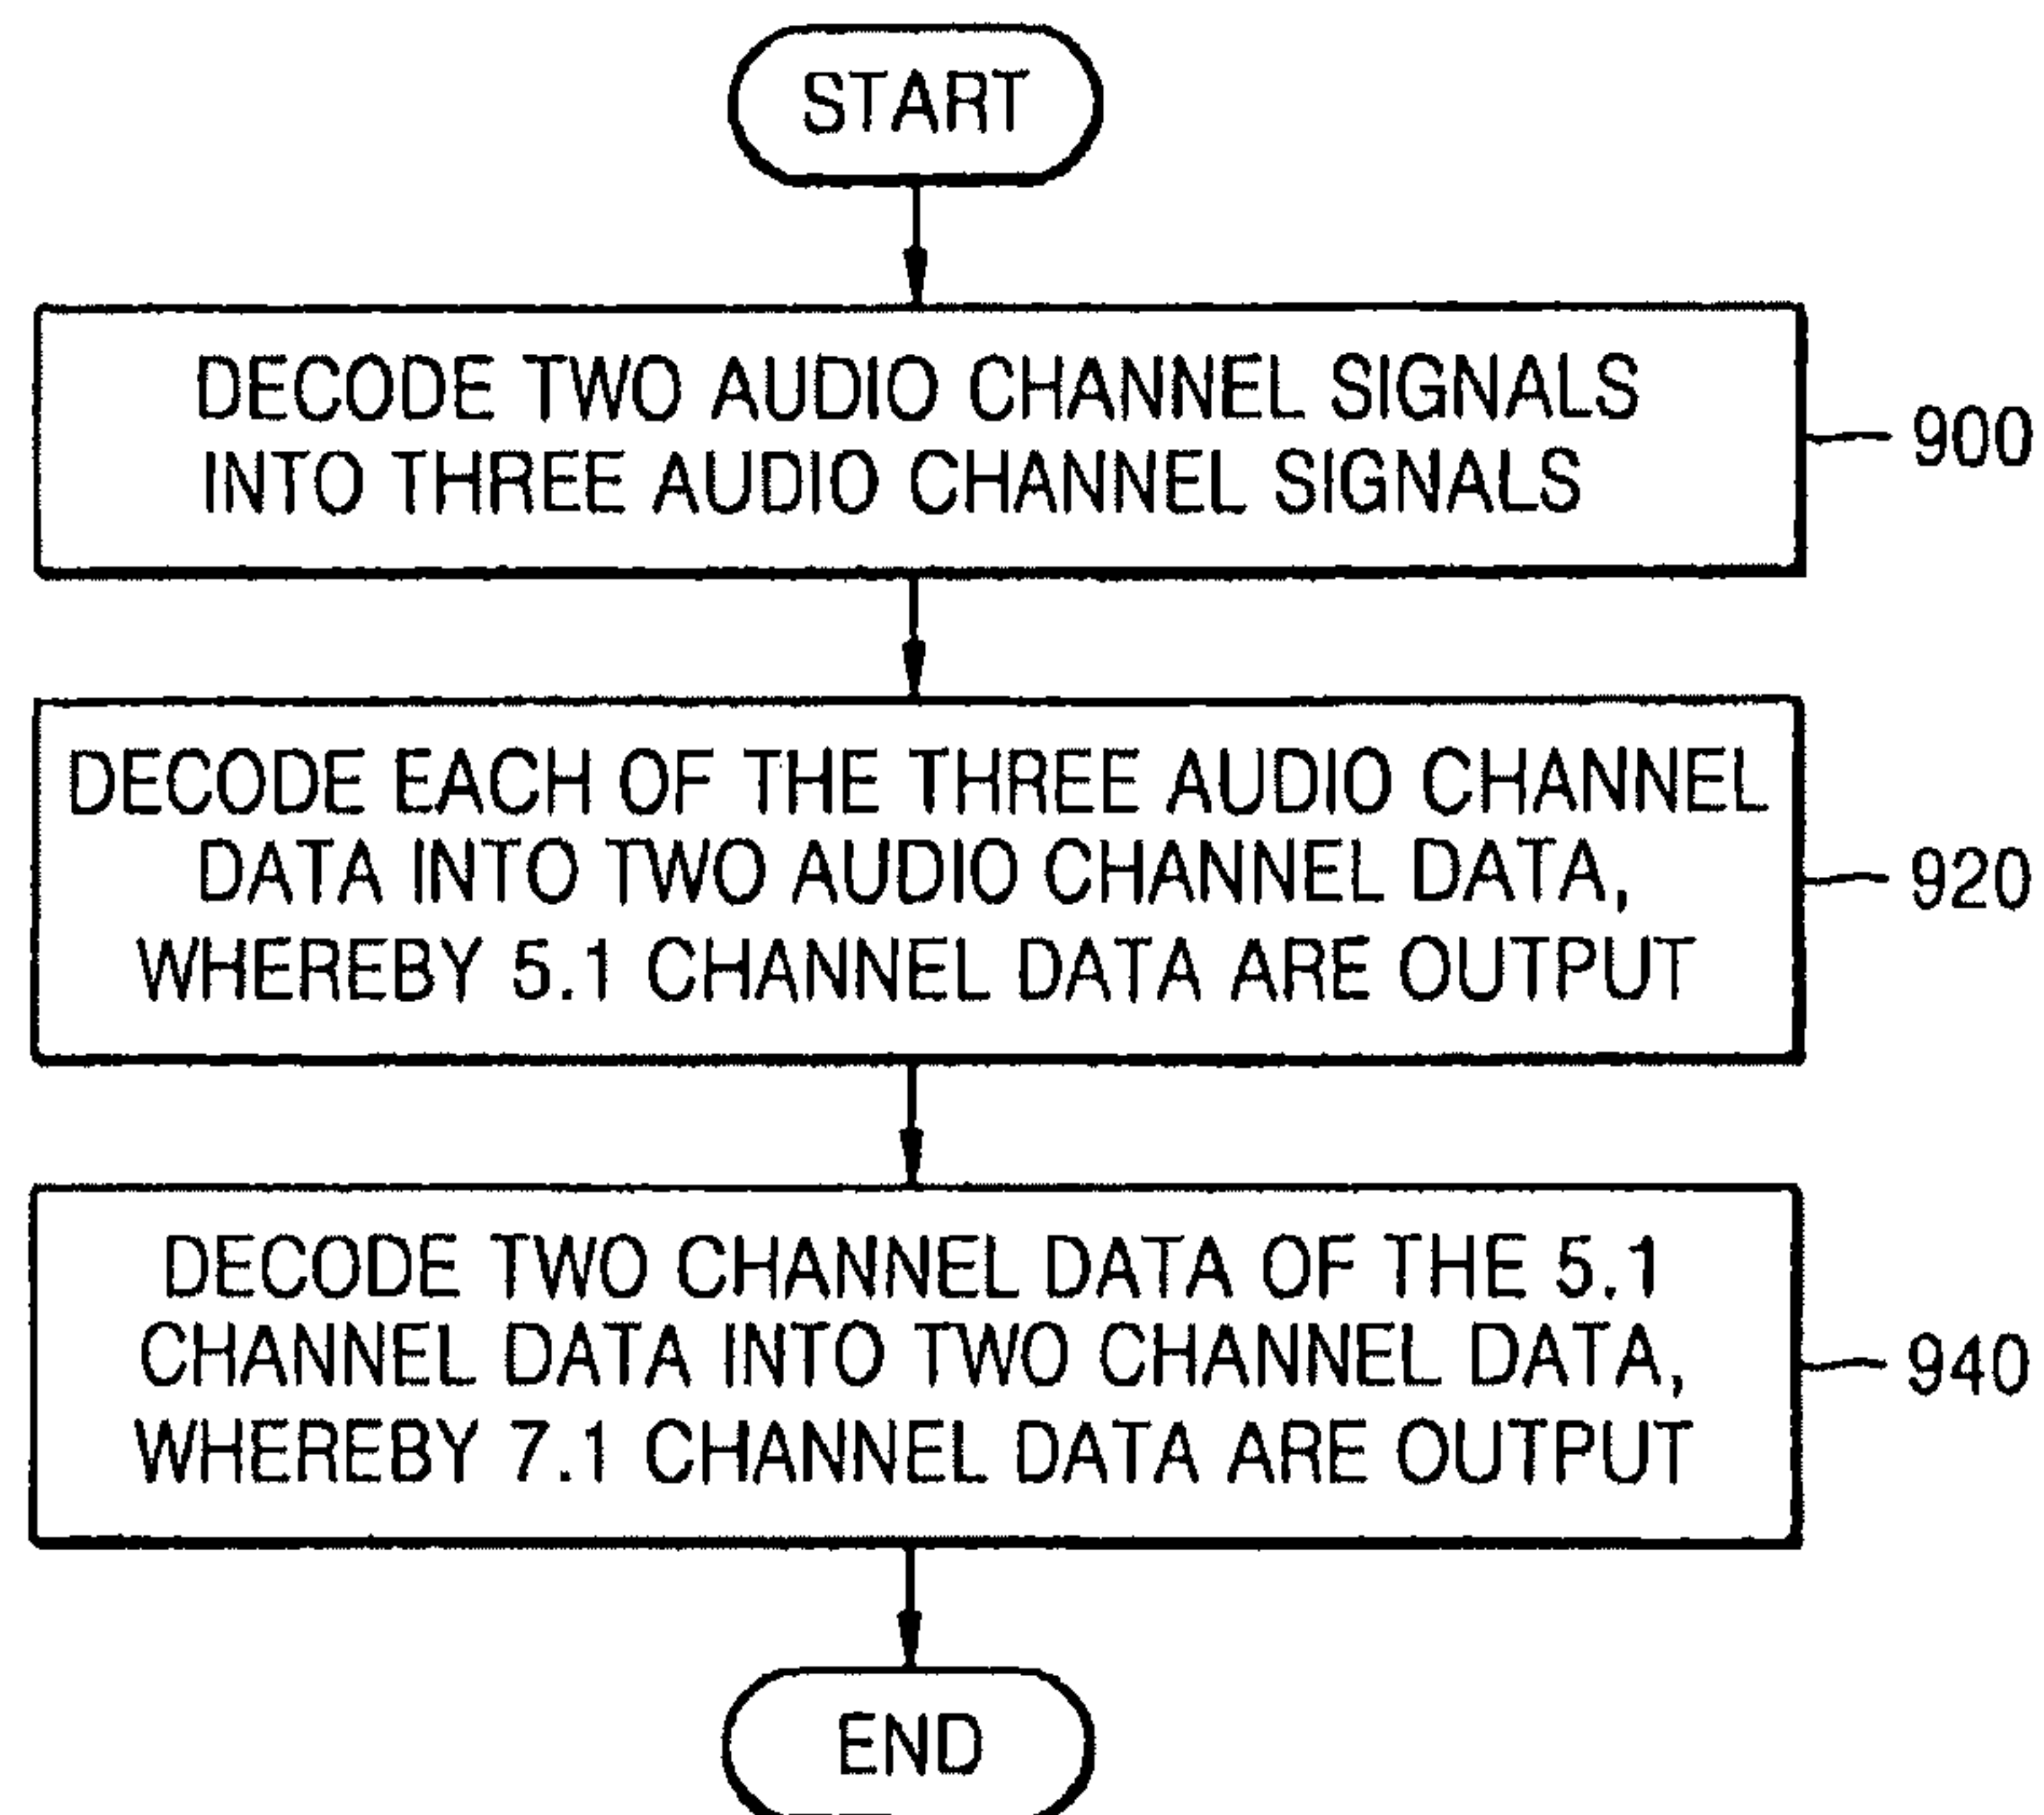 START
DECODE TWO AUDIO CHANNEL SIGNALS
INTO THREE AUDIO CHANNEL SIGNALS
900
DECODE EACH OF THE THREE AUDIO CHANNEL
DATA INTO TWO AUDIO CHANNEL DATA,
WHEREBY 5.1 CHANNEL DATA ARE OUTPUT
920
DECODE TWO CHANNEL DATA OF THE 5.1
CHANNEL DATA INTO TWO CHANNEL DATA,
WHEREBY 7.1 CHANNEL DATA ARE OUTPUT
940
END